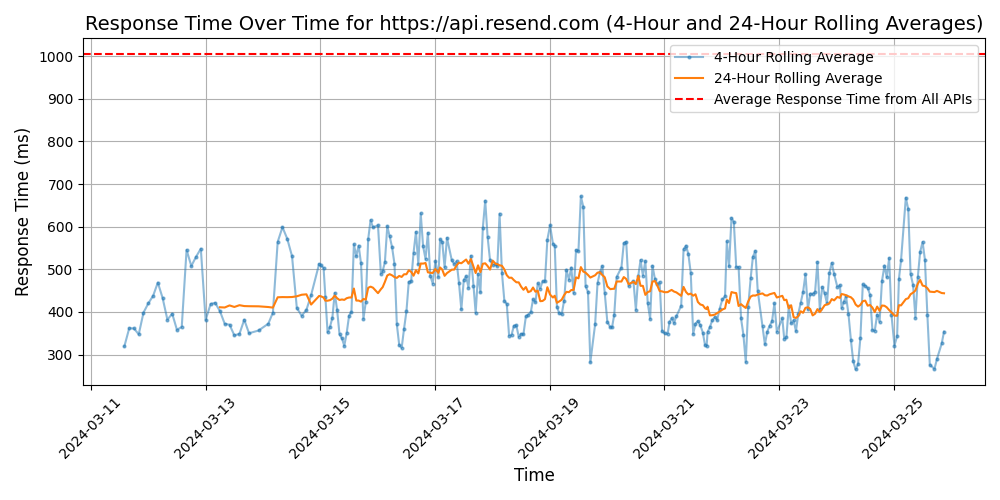 Response Time Over Time for https://api.resend.com (4-Hour and 24-Hour Rolling Averages)
4-Hour Rolling Average
24-Hour Rolling Average
Average Response Time from All APIs
Response Time (ms)
1000
900
800
700
600
500
400
300
2024-03-11
2024-03-13
2024-03-15
2024-03-17
2024-03-19
2024-03-21
2024-03-23
2024-03-25
Time